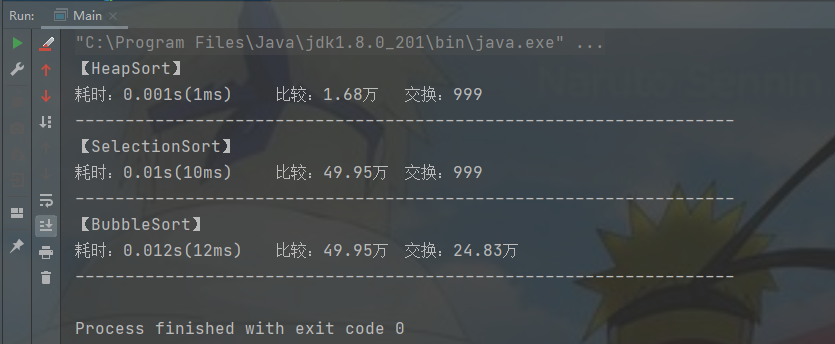 Run: Main ×
"C:\Program Files\Java\jdk1.8.0_201\bin\java.exe" ...
【HeapSort】
耗时：0.001s(1ms) 比较：1.68万 交换：999
------------------------------------------------------------------
【SelectionSort】
耗时：0.01s(10ms) 比较：49.95万 交换：999
------------------------------------------------------------------
【BubbleSort】
耗时：0.012s(12ms) 比较：49.95万 交换：24.83万
------------------------------------------------------------------
Process finished with exit code 0